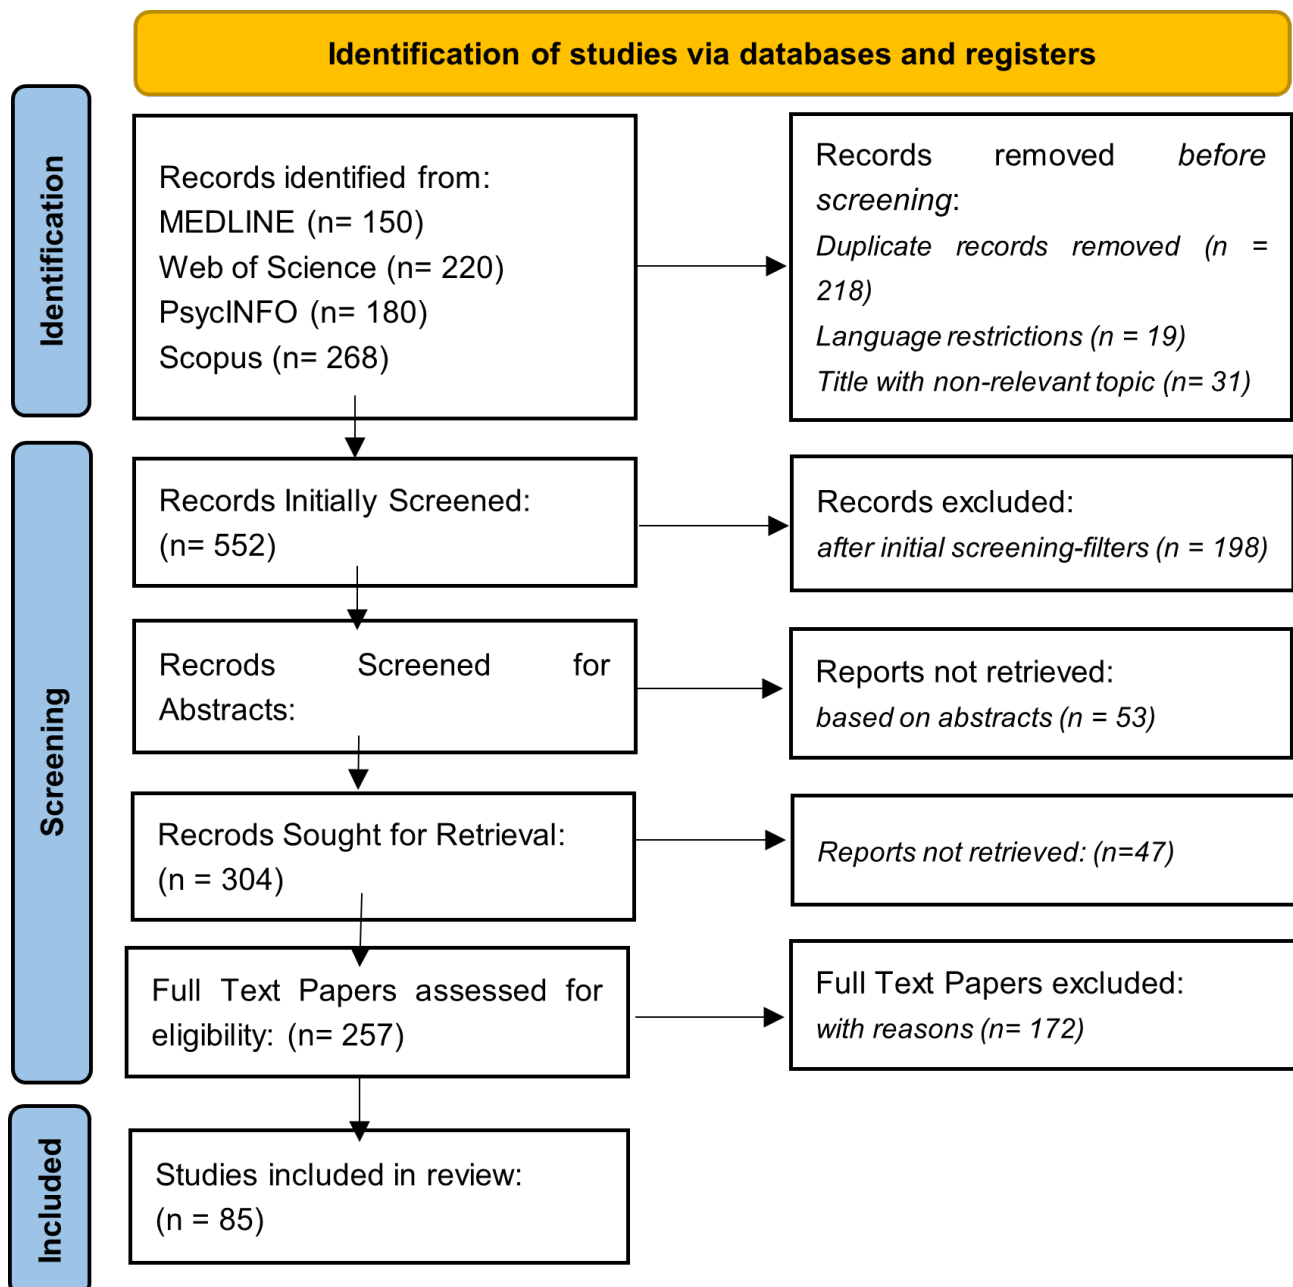 Identification of studies via databases and registers
Identification
Records identified from:
MEDLINE (n= 150)
Web of Science (n= 220)
PsycINFO (n= 180)
Scopus (n= 268)
Records removed before
screening:
Duplicate records removed (n =
218)
Language restrictions (n = 19)
Title with non-relevant topic (n= 31)
Screening
Records Initially Screened:
(n= 552)
Records excluded:
after initial screening-filters (n = 198)
Recrods Screened for
Abstracts:
Reports not retrieved:
based on abstracts (n = 53)
Recrods Sought for Retrieval:
(n = 304)
Reports not retrieved: (n=47)
Full Text Papers assessed for
eligibility: (n= 257)
Full Text Papers excluded:
with reasons (n= 172)
Included
Studies included in review:
(n = 85)